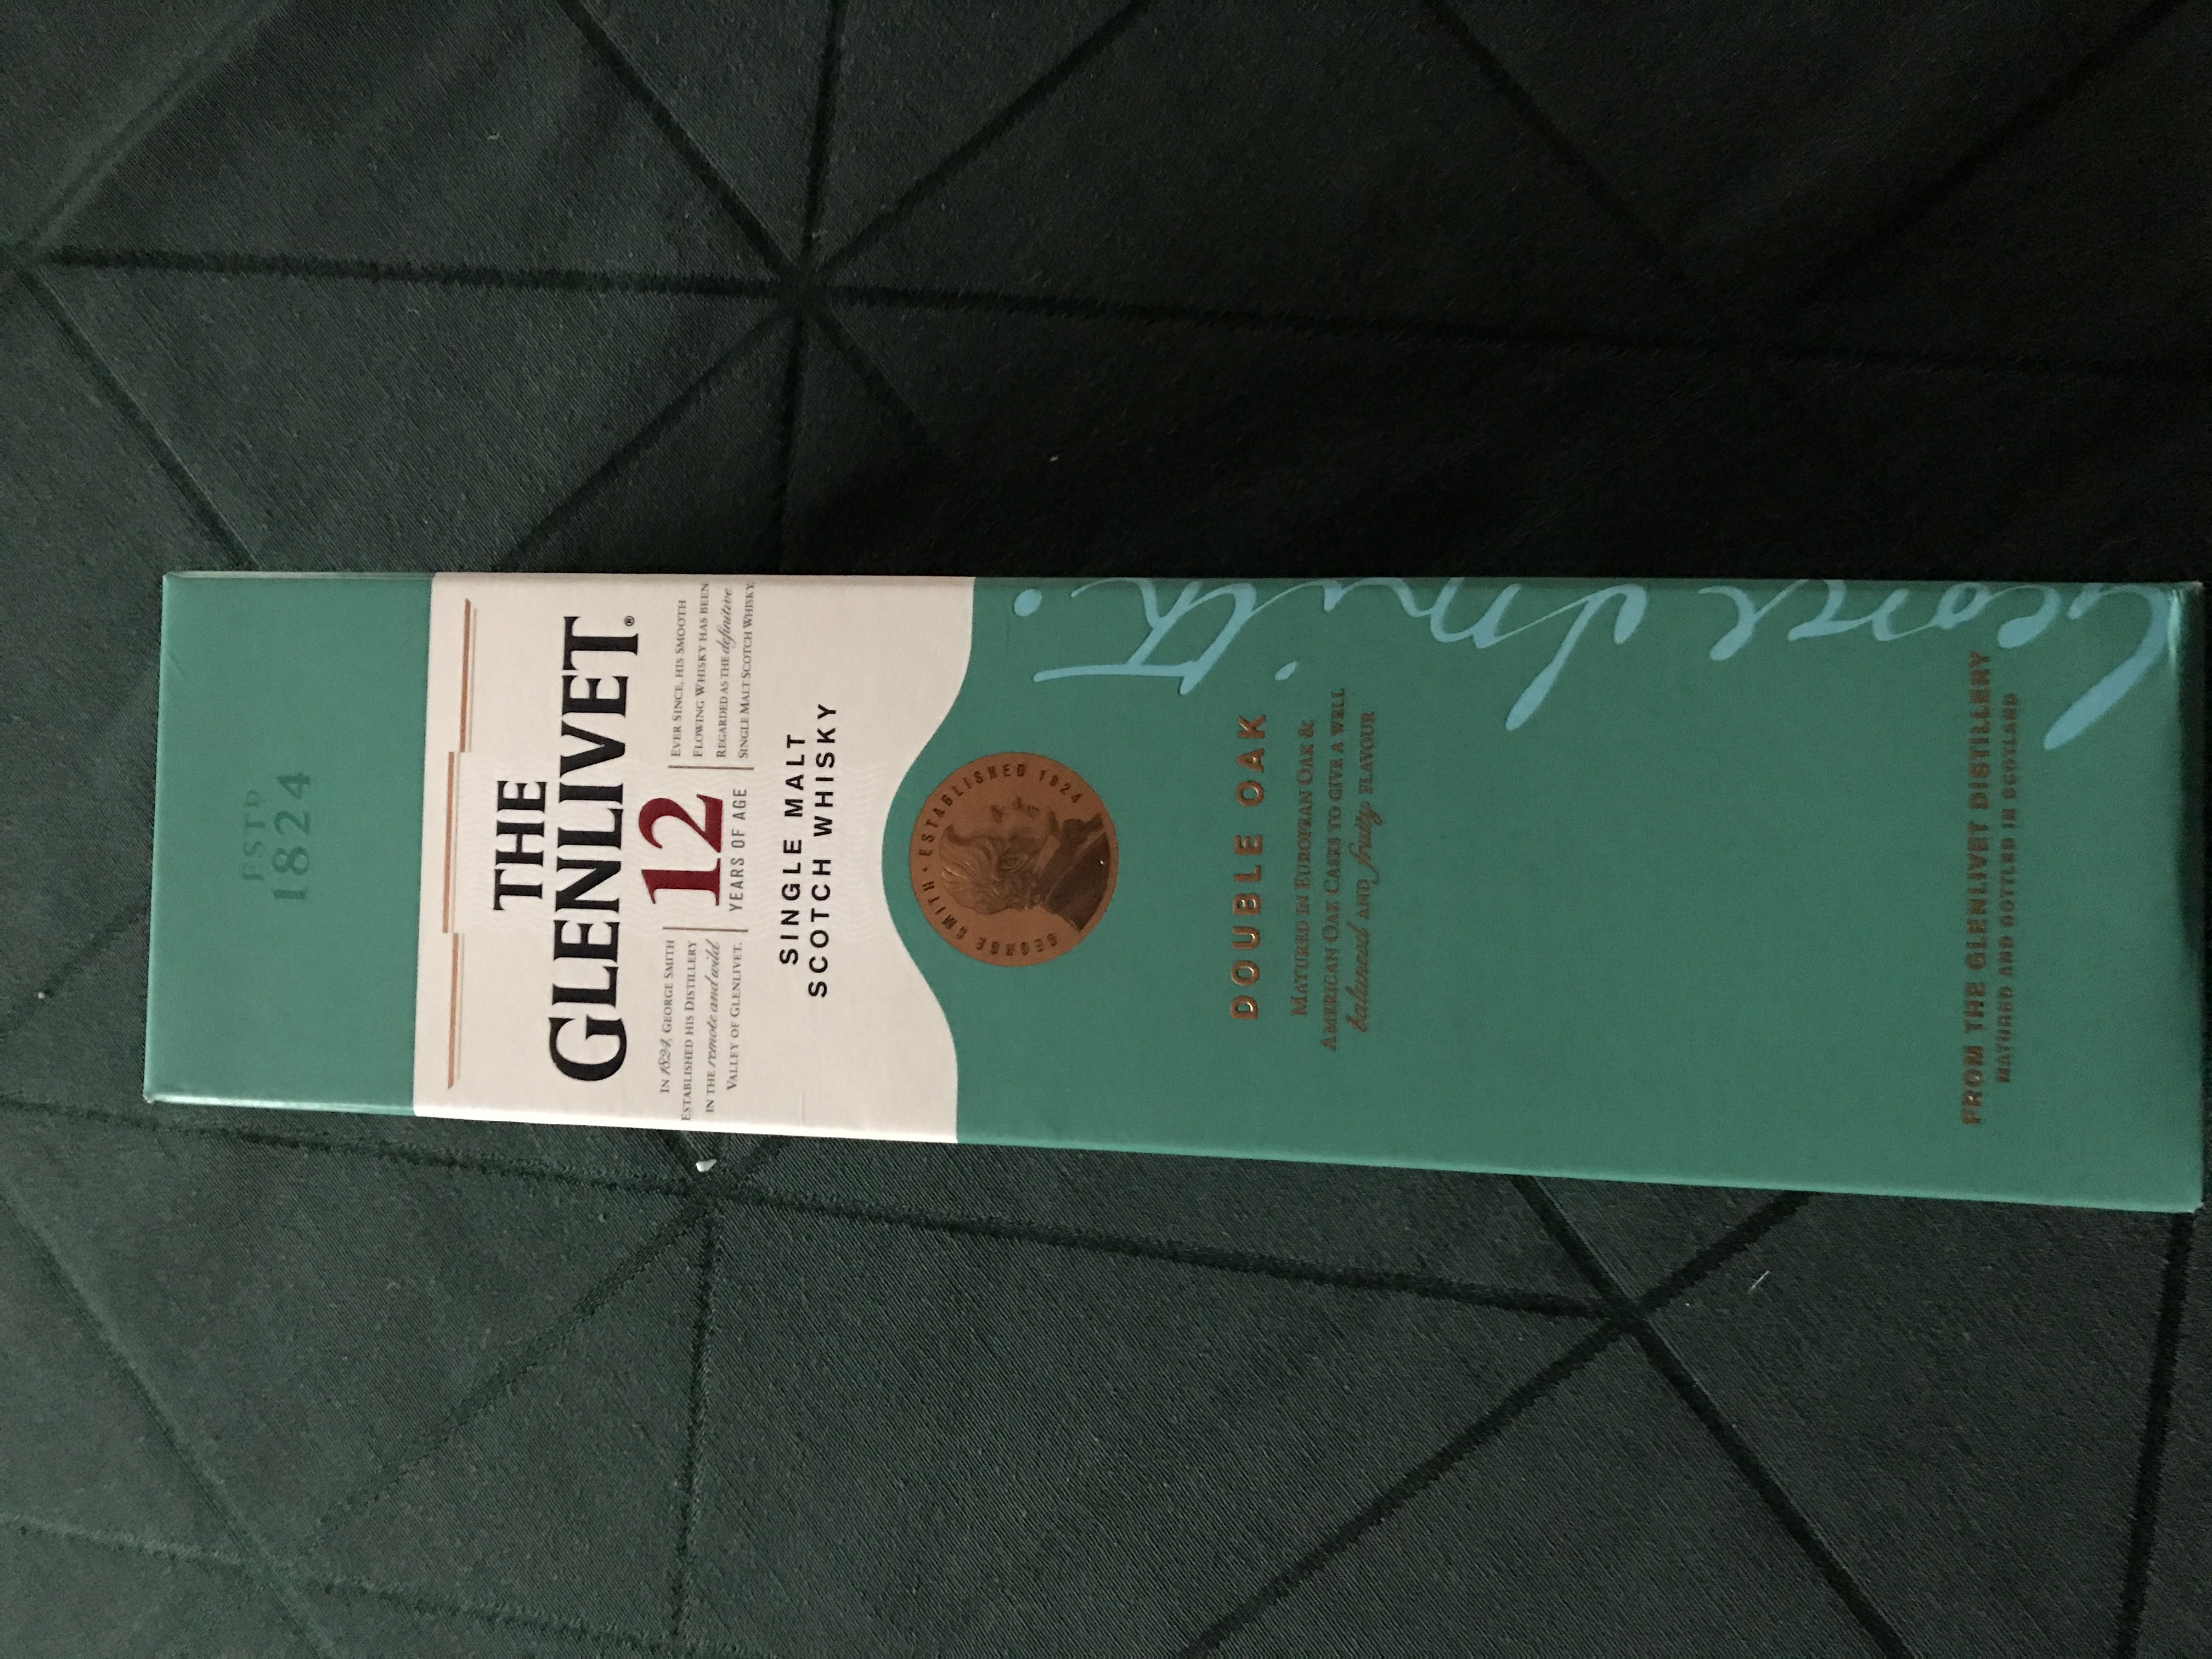 ESTD
1824
THE
GLENLIVET®
IN 1824, GEORGE SMITH
ESTABLISHED HIS DISTILLERY
IN THE remote and wild
VALLEY OF GLENLIVET.
12
YEARS OF AGE
EVER SINCE, HIS SMOOTH
FLOWING WHISKY HAS BEEN
REGARDED AS THE definitive
SINGLE MALT SCOTCH WHISKY.
SINGLE MALT
SCOTCH WHISKY
GEORGE SMITH · ESTABLISHED 1824
DOUBLE OAK
MATURED IN EUROPEAN OAK &
AMERICAN OAK CASKS TO GIVE A WELL
balanced AND fruity FLAVOUR
George Smith.
FROM THE GLENLIVET DISTILLERY
MATURED AND BOTTLED IN SCOTLAND